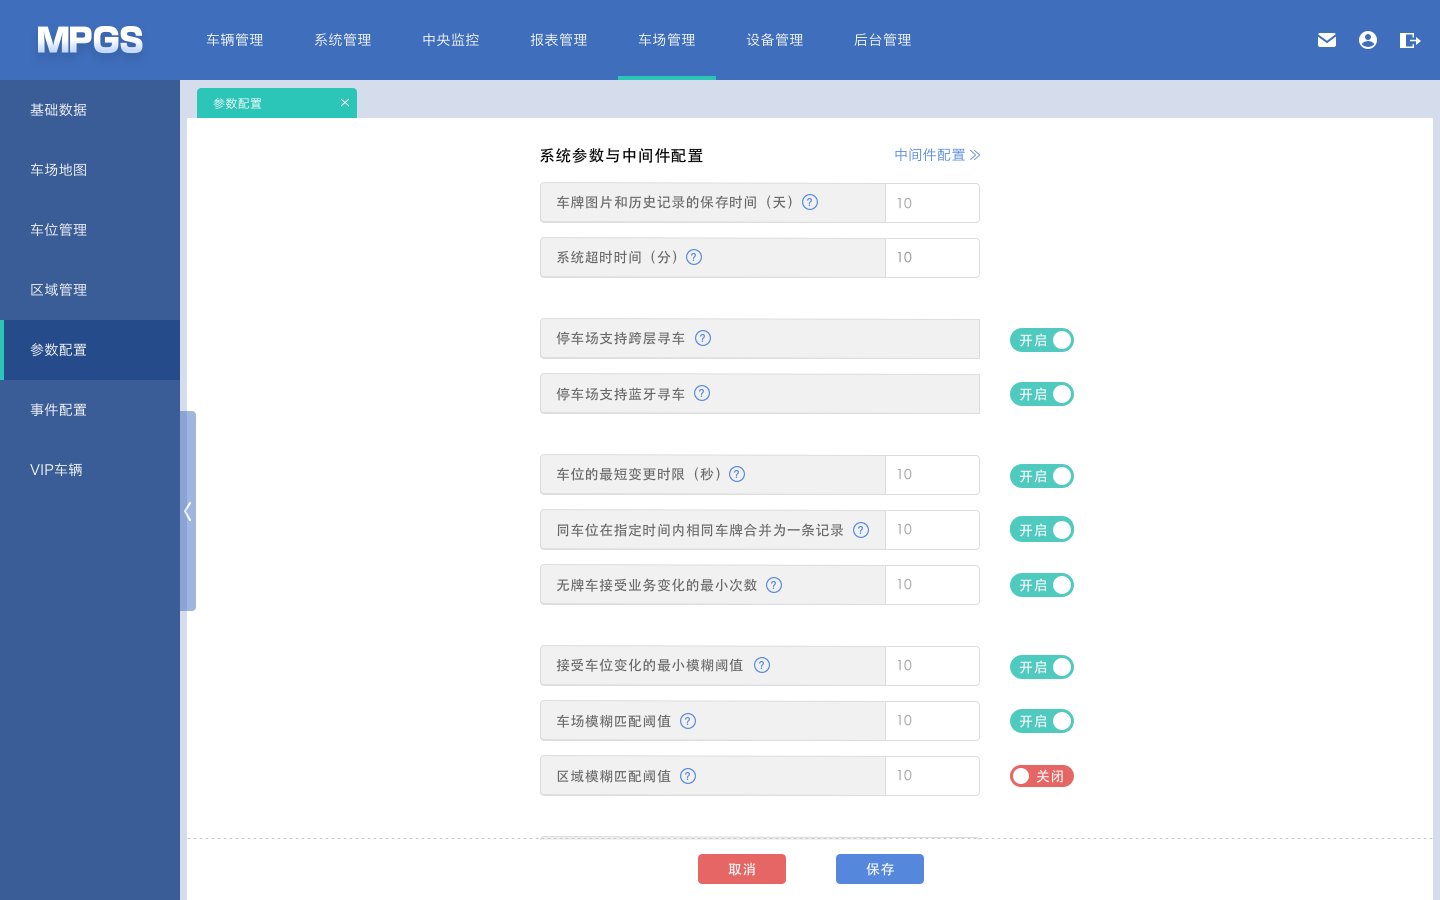 MPGS
车辆管理
系统管理
中央监控
报表管理
车场管理
设备管理
后台管理
基础数据
车场地图
车位管理
区域管理
参数配置
事件配置
VIP车辆
参数配置
系统参数与中间件配置
中间件配置
车牌图片和历史记录的保存时间（天） ? 10
系统超时时间（分） ? 10
停车场支持跨层寻车 ? 开启
停车场支持蓝牙寻车 ? 开启
车位的最短变更时限（秒） ? 10 开启
同车位在指定时间内相同车牌合并为一条记录 ? 10 开启
无牌车接受业务变化的最小次数 ? 10 开启
接受车位变化的最小模糊阈值 ? 10 开启
车场模糊匹配阈值 ? 10 开启
区域模糊匹配阈值 ? 10 关闭
取消
保存